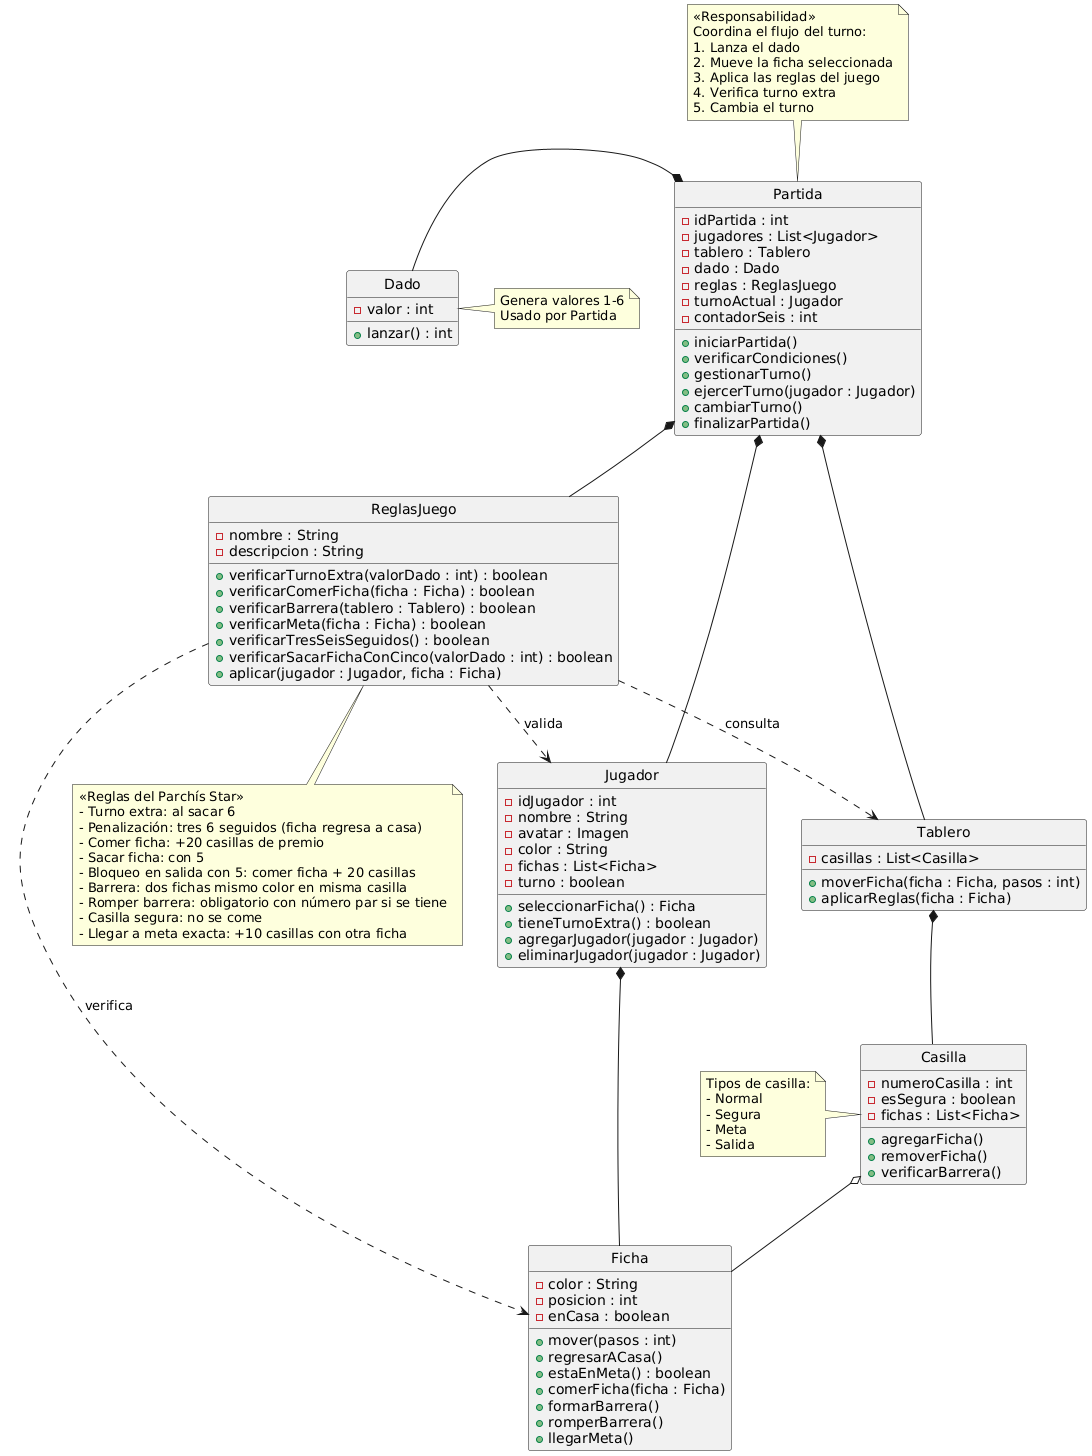 «Responsabilidad»
Coordina el flujo del turno:
1. Lanza el dado
2. Mueve la ficha seleccionada
3. Aplica las reglas del juego
4. Verifica turno extra
5. Cambia el turno
Partida
idPartida : int
jugadores : List<Jugador>
tablero : Tablero
dado : Dado
reglas : ReglasJuego
turnoActual : Jugador
contadorSeis : int
iniciarPartida()
verificarCondiciones()
gestionarTurno()
ejercerTurno(jugador : Jugador)
cambiarTurno()
finalizarPartida()
Dado
valor : int
lanzar() : int
Genera valores 1-6
Usado por Partida
ReglasJuego
nombre : String
descripcion : String
verificarTurnoExtra(valorDado : int) : boolean
verificarComerFicha(ficha : Ficha) : boolean
verificarBarrera(tablero : Tablero) : boolean
verificarMeta(ficha : Ficha) : boolean
verificarTresSeisSeguidos() : boolean
verificarSacarFichaConCinco(valorDado : int) : boolean
aplicar(jugador : Jugador, ficha : Ficha)
valida
consulta
«Reglas del Parchís Star»
- Turno extra: al sacar 6
- Penalización: tres 6 seguidos (ficha regresa a casa)
- Comer ficha: +20 casillas de premio
- Sacar ficha: con 5
- Bloqueo en salida con 5: comer ficha + 20 casillas
- Barrera: dos fichas mismo color en misma casilla
- Romper barrera: obligatorio con número par si se tiene
- Casilla segura: no se come
- Llegar a meta exacta: +10 casillas con otra ficha
Jugador
idJugador : int
nombre : String
avatar : Imagen
color : String
fichas : List<Ficha>
turno : boolean
seleccionarFicha() : Ficha
tieneTurnoExtra() : boolean
agregarJugador(jugador : Jugador)
eliminarJugador(jugador : Jugador)
Tablero
casillas : List<Casilla>
moverFicha(ficha : Ficha, pasos : int)
aplicarReglas(ficha : Ficha)
verifica
Tipos de casilla:
- Normal
- Segura
- Meta
- Salida
Casilla
numeroCasilla : int
esSegura : boolean
fichas : List<Ficha>
agregarFicha()
removerFicha()
verificarBarrera()
Ficha
color : String
posicion : int
enCasa : boolean
mover(pasos : int)
regresarACasa()
estaEnMeta() : boolean
comerFicha(ficha : Ficha)
formarBarrera()
romperBarrera()
llegarMeta()